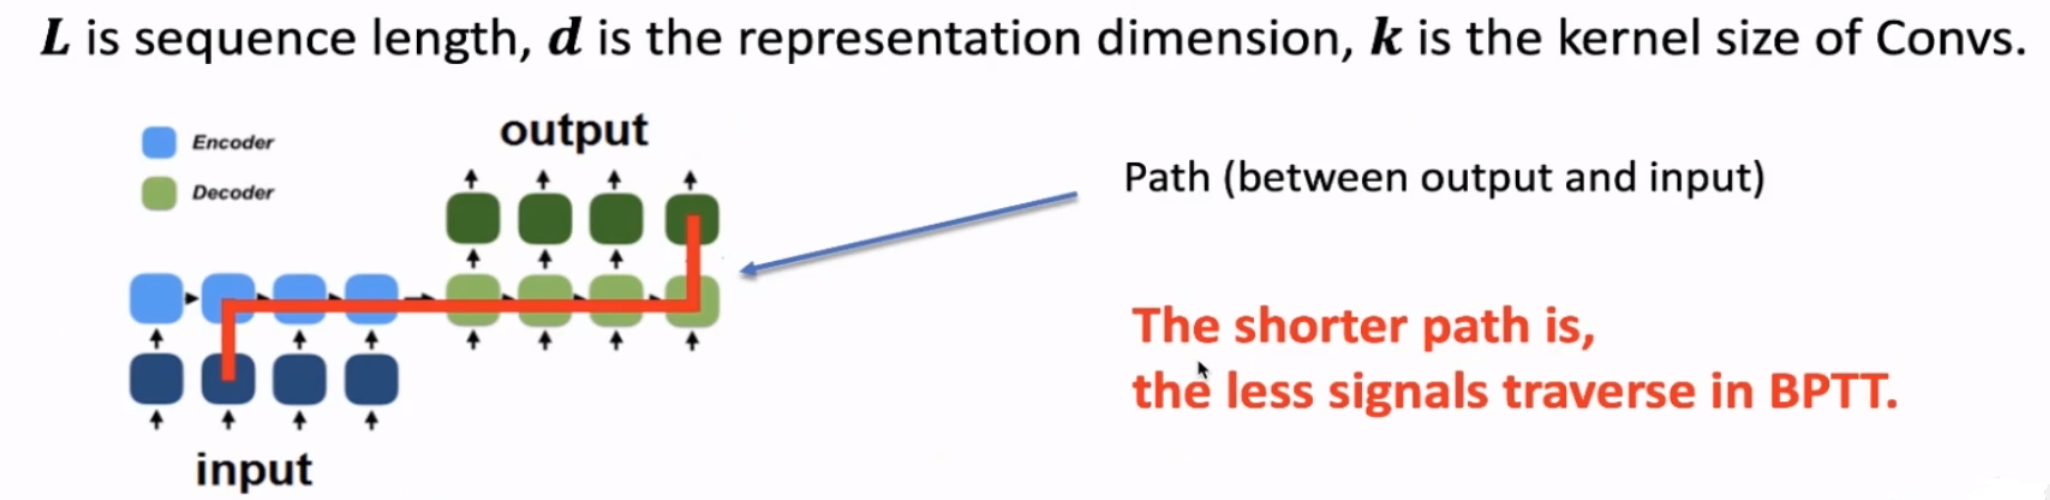 L is sequence length, d is the representation dimension, k is the kernel size of Convs.
Encoder
Decoder
output
input
Path (between output and input)
The shorter path is,
the less signals traverse in BPTT.